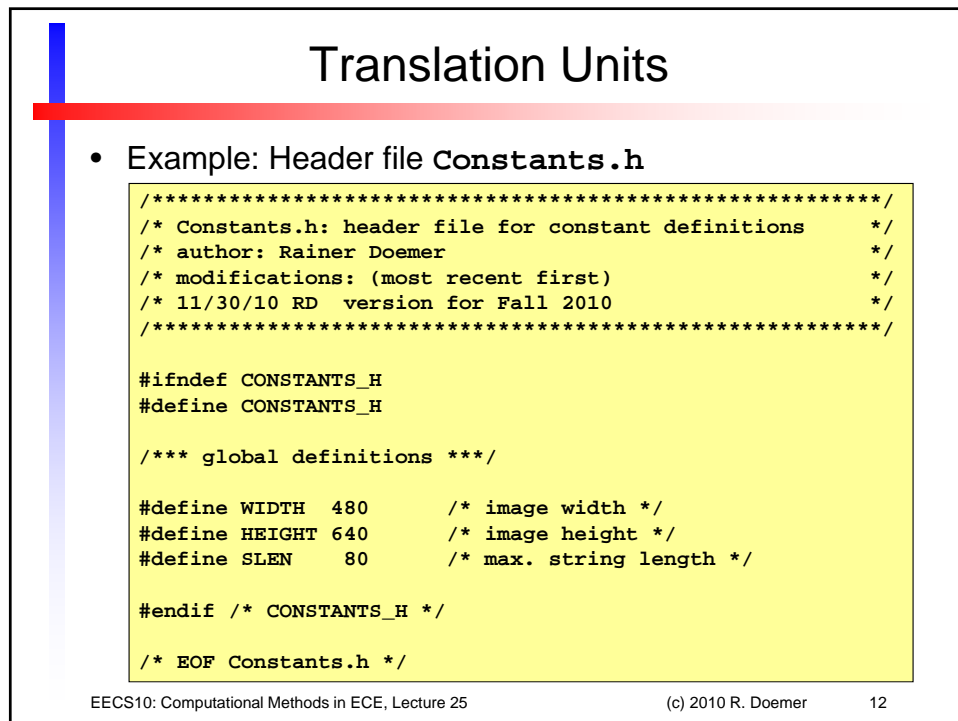 Translation Units
• Example: Header file Constants.h
/*********************************************************/
/* Constants.h: header file for constant definitions     */
/* author: Rainer Doemer                                 */
/* modifications: (most recent first)                    */
/* 11/30/10 RD  version for Fall 2010                    */
/*********************************************************/
#ifndef CONSTANTS_H
#define CONSTANTS_H
/*** global definitions ***/
#define WIDTH  480      /* image width */
#define HEIGHT 640      /* image height */
#define SLEN    80      /* max. string length */
#endif /* CONSTANTS_H */
/* EOF Constants.h */
EECS10: Computational Methods in ECE, Lecture 25 (c) 2010 R. Doemer 12